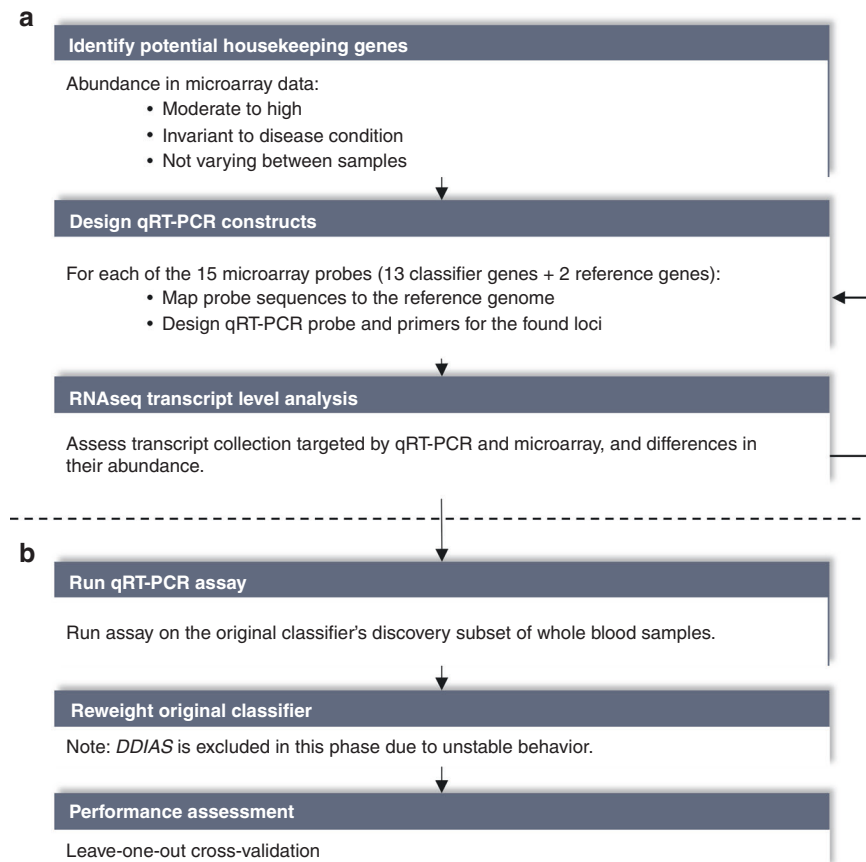 a
Identify potential housekeeping genes
Abundance in microarray data:
• Moderate to high
• Invariant to disease condition
• Not varying between samples
Design qRT-PCR constructs
For each of the 15 microarray probes (13 classifier genes + 2 reference genes):
• Map probe sequences to the reference genome
• Design qRT-PCR probe and primers for the found loci
RNAseq transcript level analysis
Assess transcript collection targeted by qRT-PCR and microarray, and differences in
their abundance.
b
Run qRT-PCR assay
Run assay on the original classifier's discovery subset of whole blood samples.
Reweight original classifier
Note: DDIAS is excluded in this phase due to unstable behavior.
Performance assessment
Leave-one-out cross-validation